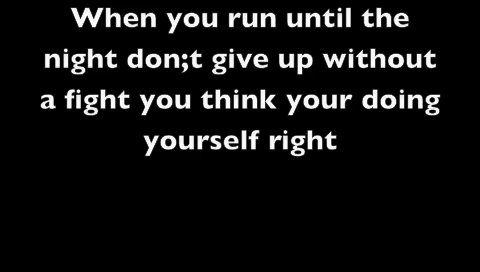 When you run until the
night don;t give up without
a fight you think your doing
yourself right